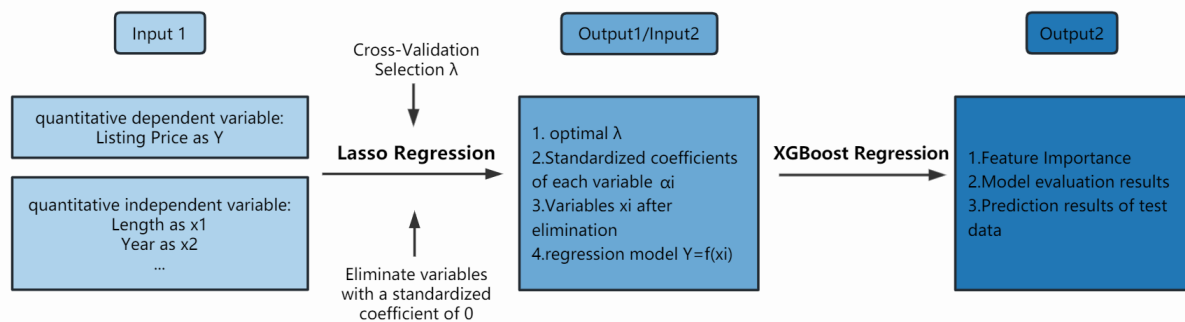 Input 1
quantitative dependent variable:
Listing Price as Y
quantitative independent variable:
Length as x1
Year as x2
...
Cross-Validation
Selection λ
Lasso Regression
Eliminate variables
with a standardized
coefficient of 0
Output1/Input2
1. optimal λ
2.Standardized coefficients
of each variable αi
3.Variables xi after
elimination
4.regression model Y=f(xi)
XGBoost Regression
Output2
1.Feature Importance
2.Model evaluation results
3.Prediction results of test
data